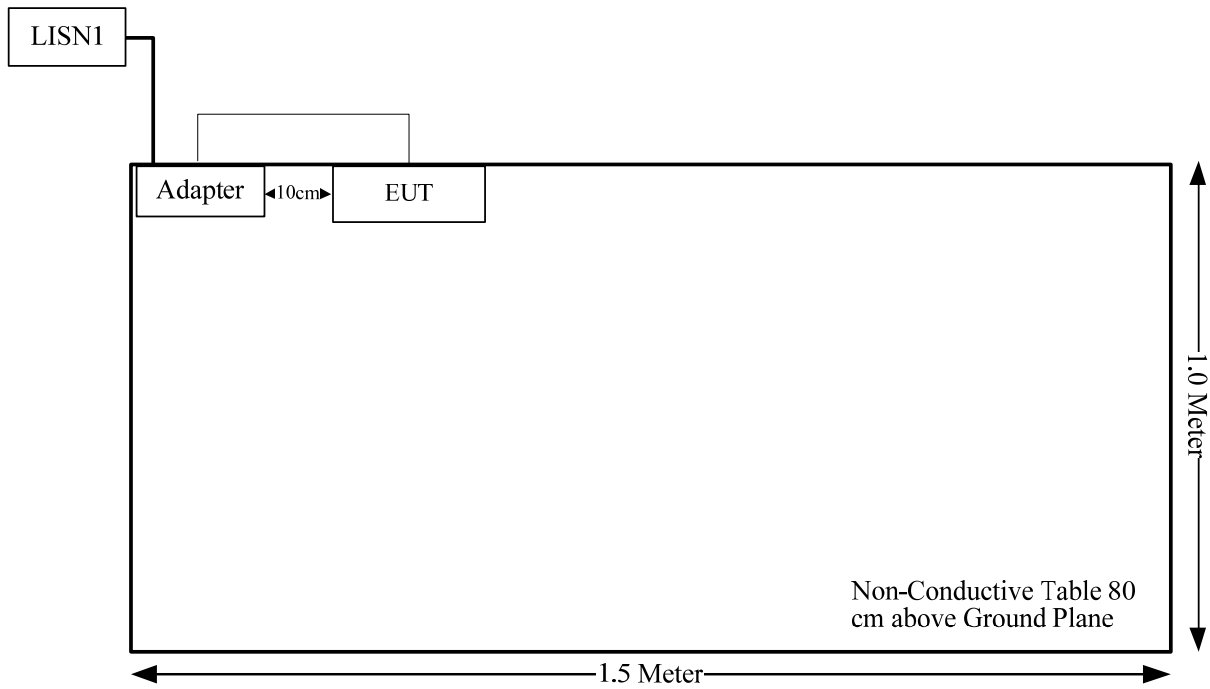 LISN1
Adapter
10cm
EUT
1.0 Meter
Non-Conductive Table 80
cm above Ground Plane
1.5 Meter